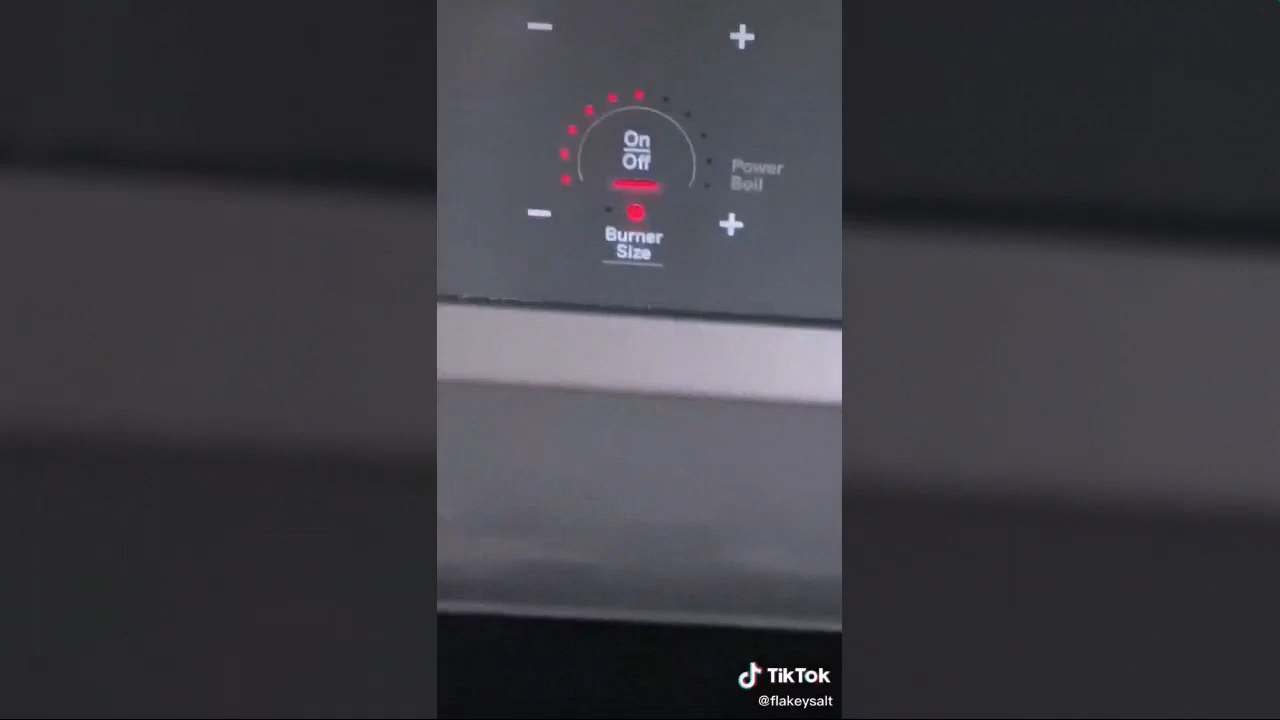 − +
On
Off
Power
Boil
− +
Burner
Size
TikTok
@flakeysalt